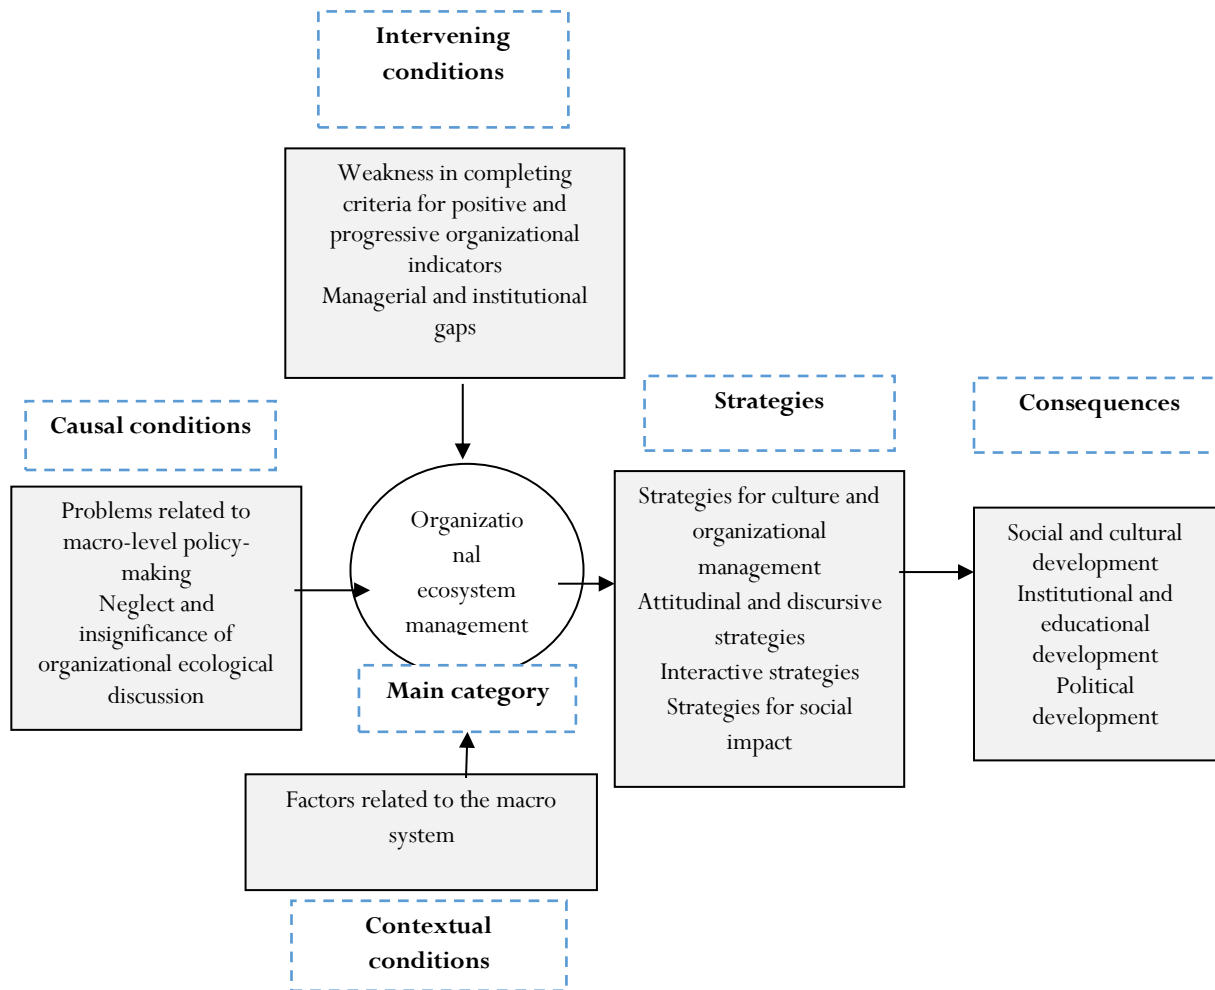 Intervening
conditions
Weakness in completing
criteria for positive and
progressive organizational
indicators
Managerial and institutional
gaps
Causal conditions
Problems related to
macro-level policy-
making
Neglect and
insignificance of
organizational ecological
discussion
Organizatio
nal
ecosystem
management
Main category
Factors related to the macro
system
Contextual
conditions
Strategies
Strategies for culture and
organizational
management
Attitudinal and discursive
strategies
Interactive strategies
Strategies for social
impact
Consequences
Social and cultural
development
Institutional and
educational
development
Political
development